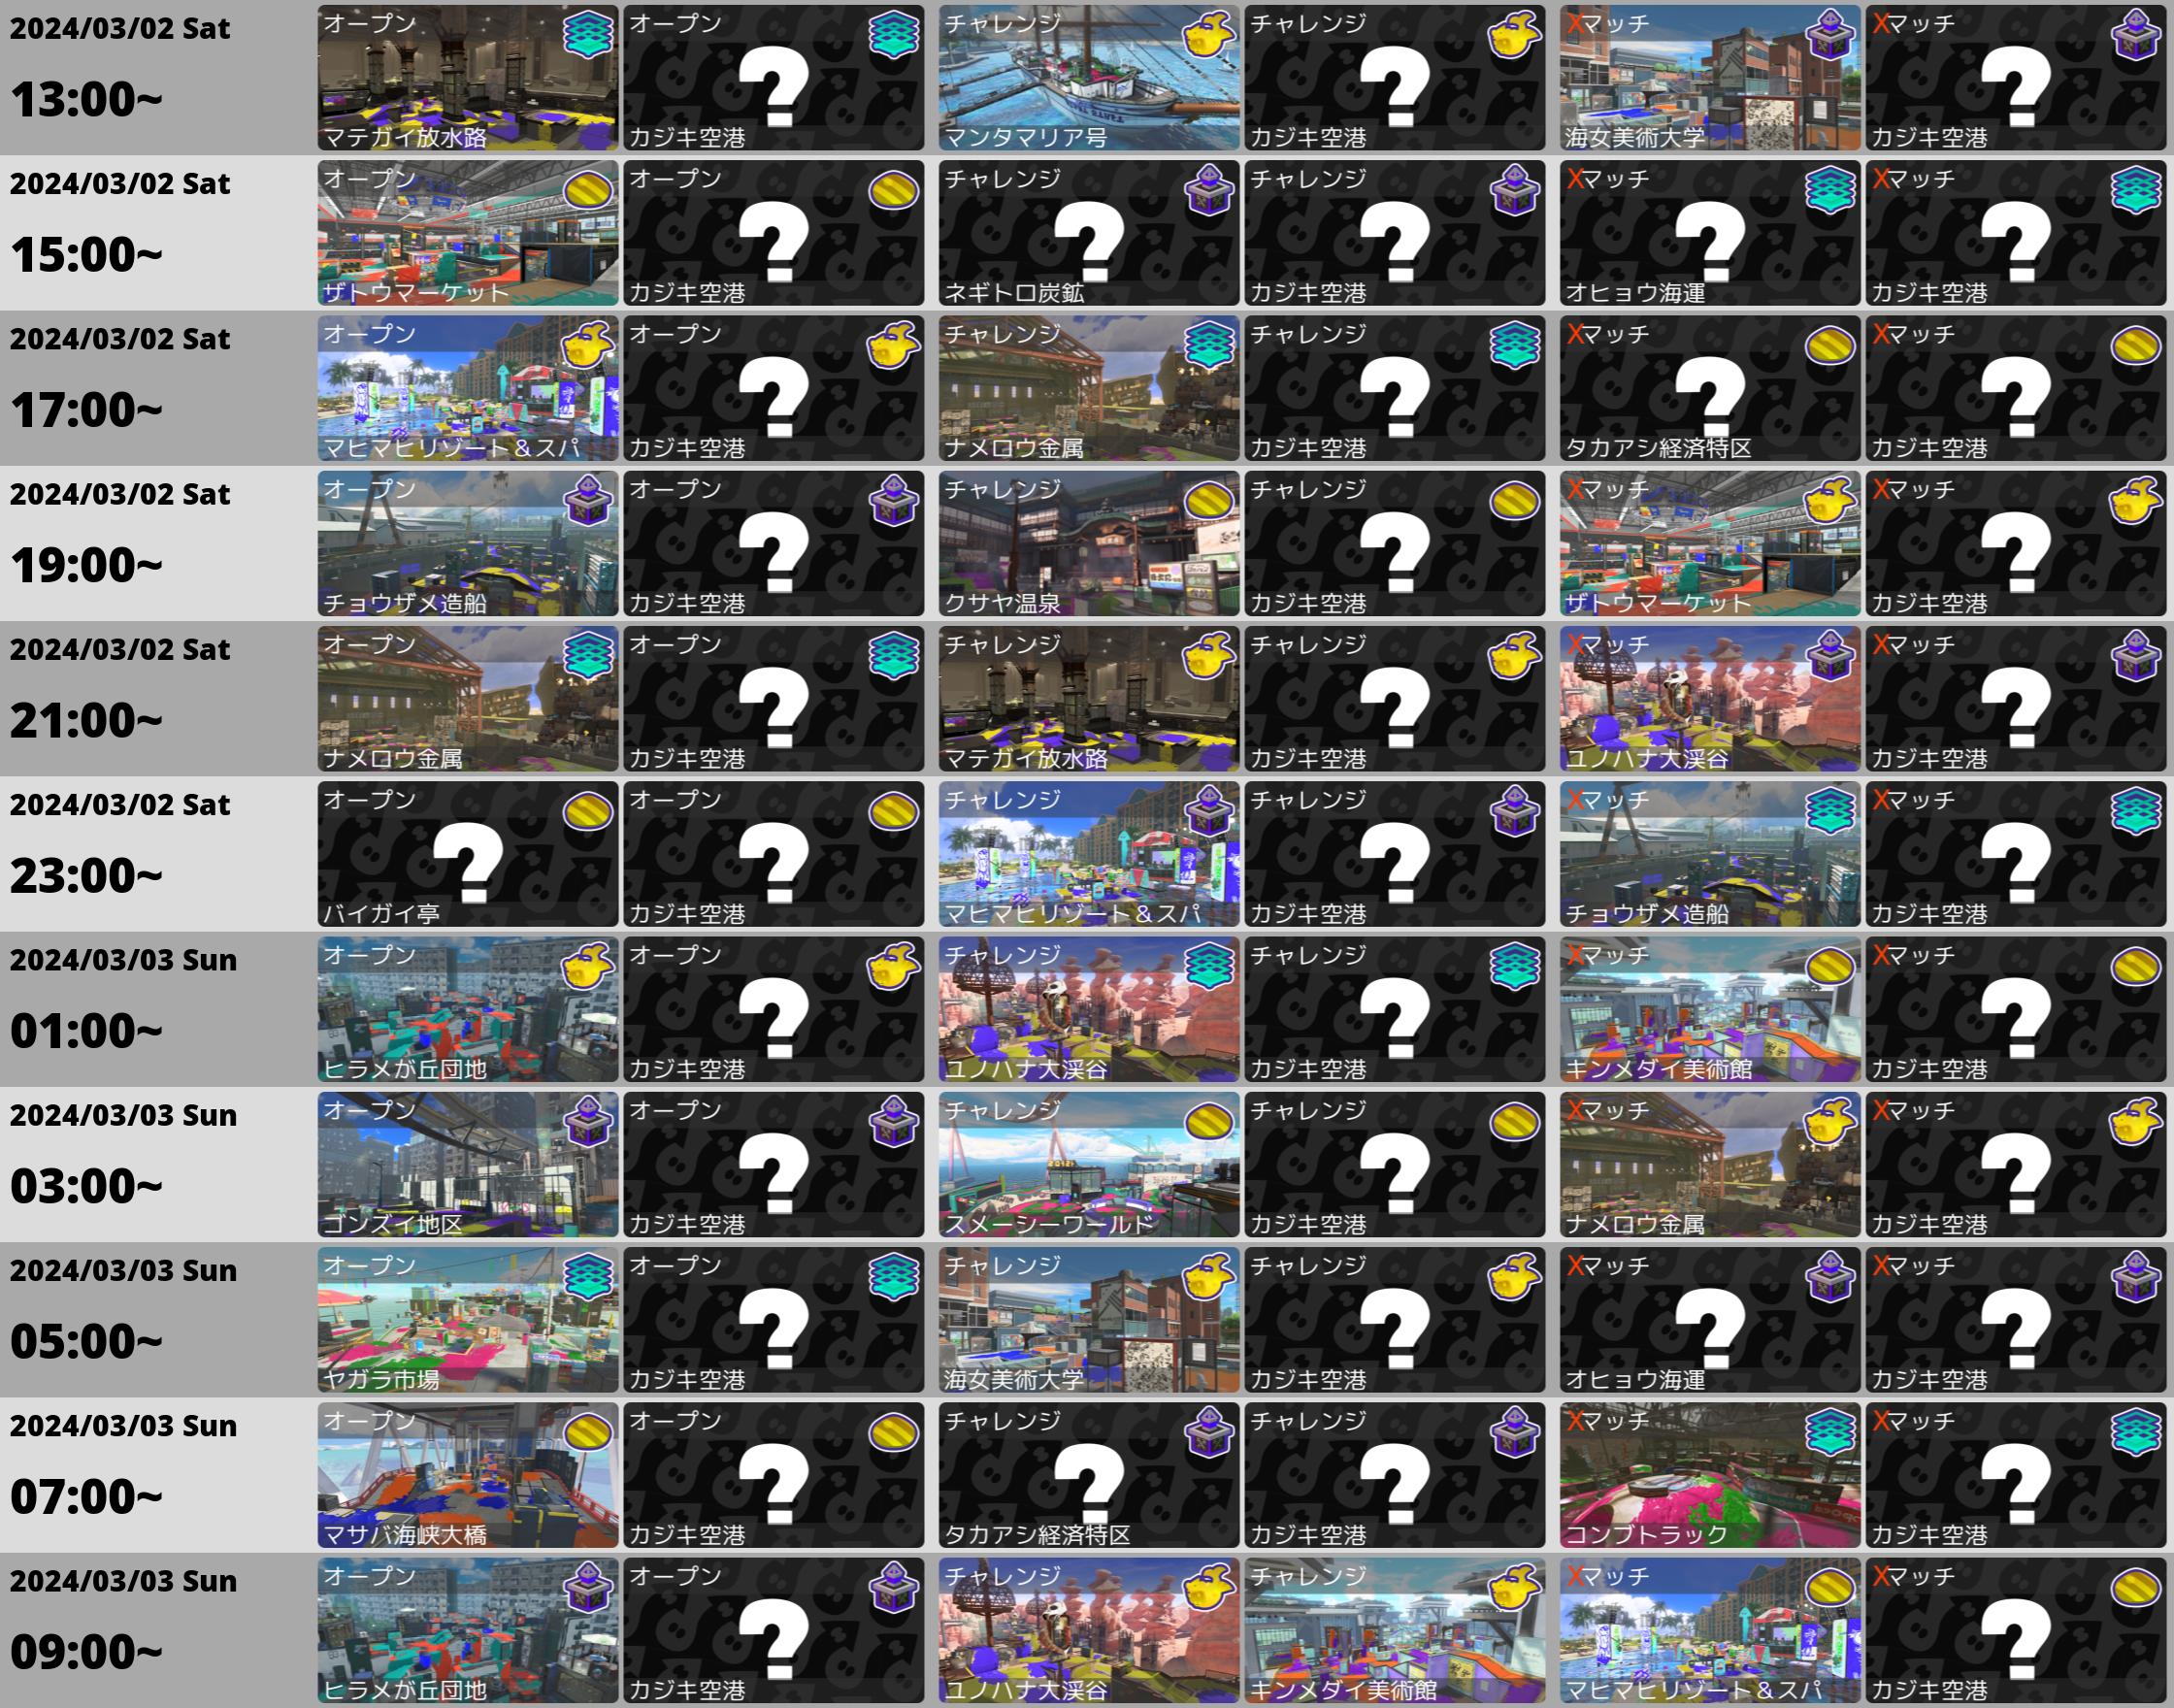 2024/03/02 Sat
13:00~
オープン
マテガイ放水路
オープン
カジキ空港
チャレンジ
マンタマリア号
チャレンジ
カジキ空港
Xマッチ
海女美術大学
Xマッチ
カジキ空港
2024/03/02 Sat
15:00~
オープン
ザトウマーケット
オープン
カジキ空港
チャレンジ
ネギトロ炭鉱
チャレンジ
カジキ空港
Xマッチ
オヒョウ海運
Xマッチ
カジキ空港
2024/03/02 Sat
17:00~
オープン
マヒマヒリゾート＆スパ
オープン
カジキ空港
チャレンジ
ナメロウ金属
チャレンジ
カジキ空港
Xマッチ
タカアシ経済特区
Xマッチ
カジキ空港
2024/03/02 Sat
19:00~
オープン
チョウザメ造船
オープン
カジキ空港
チャレンジ
クサヤ温泉
チャレンジ
カジキ空港
Xマッチ
ザトウマーケット
Xマッチ
カジキ空港
2024/03/02 Sat
21:00~
オープン
ナメロウ金属
オープン
カジキ空港
チャレンジ
マテガイ放水路
チャレンジ
カジキ空港
Xマッチ
ユノハナ大渓谷
Xマッチ
カジキ空港
2024/03/02 Sat
23:00~
オープン
バイガイ亭
オープン
カジキ空港
チャレンジ
マヒマヒリゾート＆スパ
チャレンジ
カジキ空港
Xマッチ
チョウザメ造船
Xマッチ
カジキ空港
2024/03/03 Sun
01:00~
オープン
ヒラメが丘団地
オープン
カジキ空港
チャレンジ
ユノハナ大渓谷
チャレンジ
カジキ空港
Xマッチ
キンメダイ美術館
Xマッチ
カジキ空港
2024/03/03 Sun
03:00~
オープン
ゴンズイ地区
オープン
カジキ空港
チャレンジ
スメーシーワールド
チャレンジ
カジキ空港
Xマッチ
ナメロウ金属
Xマッチ
カジキ空港
2024/03/03 Sun
05:00~
オープン
ヤガラ市場
オープン
カジキ空港
チャレンジ
海女美術大学
チャレンジ
カジキ空港
Xマッチ
オヒョウ海運
Xマッチ
カジキ空港
2024/03/03 Sun
07:00~
オープン
マサバ海峡大橋
オープン
カジキ空港
チャレンジ
タカアシ経済特区
チャレンジ
カジキ空港
Xマッチ
コンブトラック
Xマッチ
カジキ空港
2024/03/03 Sun
09:00~
オープン
ヒラメが丘団地
オープン
カジキ空港
チャレンジ
ユノハナ大渓谷
チャレンジ
キンメダイ美術館
Xマッチ
マヒマヒリゾート＆スパ
Xマッチ
カジキ空港